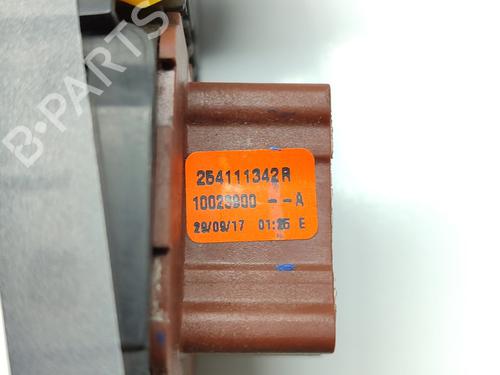 B-PARTS
254111342R
10023900 -- A
29/09/17 01:25 E